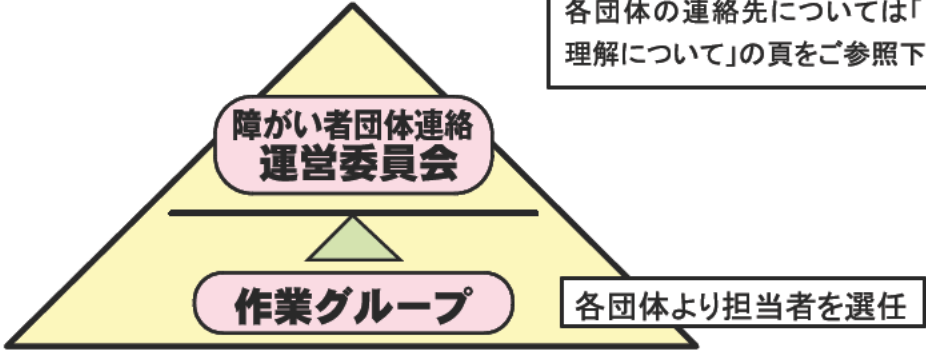 各団体の連絡先については「
理解について」の頁をご参照下
障がい者団体連絡
運営委員会
作業グループ
各団体より担当者を選任